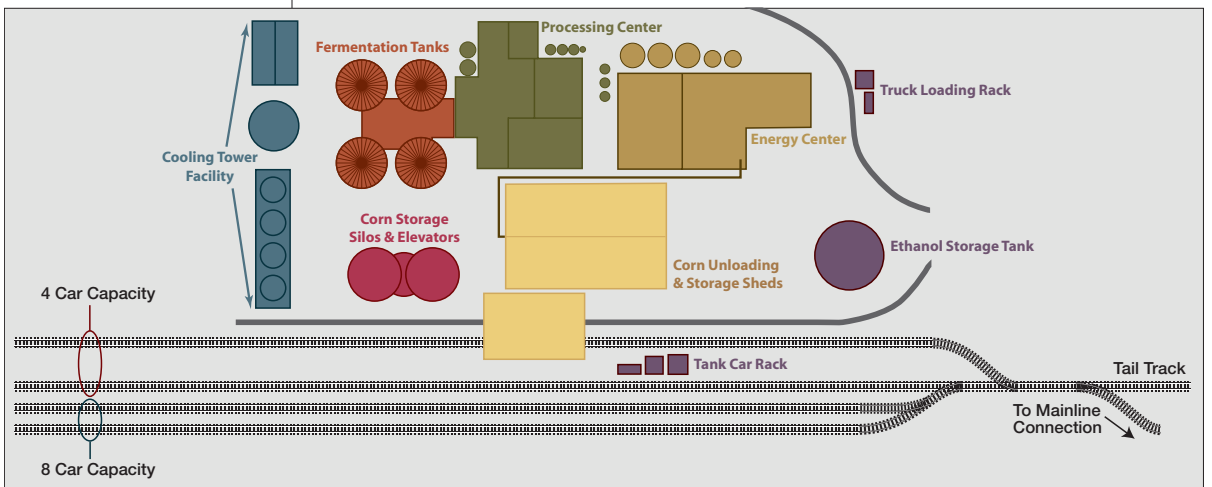 Processing Center
Fermentation Tanks
Truck Loading Rack
Energy Center
Cooling Tower
Facility
Corn Storage
Silos & Elevators
Ethanol Storage Tank
Corn Unloading
& Storage Sheds
4 Car Capacity
Tank Car Rack
Tail Track
To Mainline
Connection
8 Car Capacity